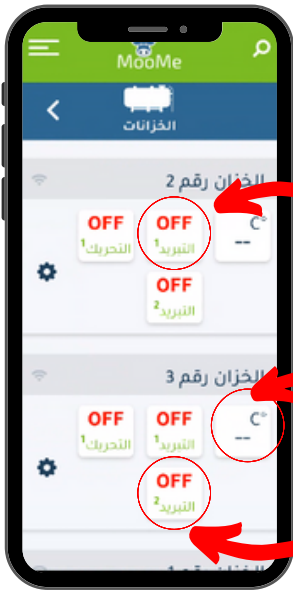 MooMe
الخزانات
الخزان رقم 2
C°
--
OFF
التبريد¹
OFF
التحريك¹
OFF
التبريد²
الخزان رقم 3
C°
--
OFF
التبريد¹
OFF
التحريك¹
OFF
التبريد²